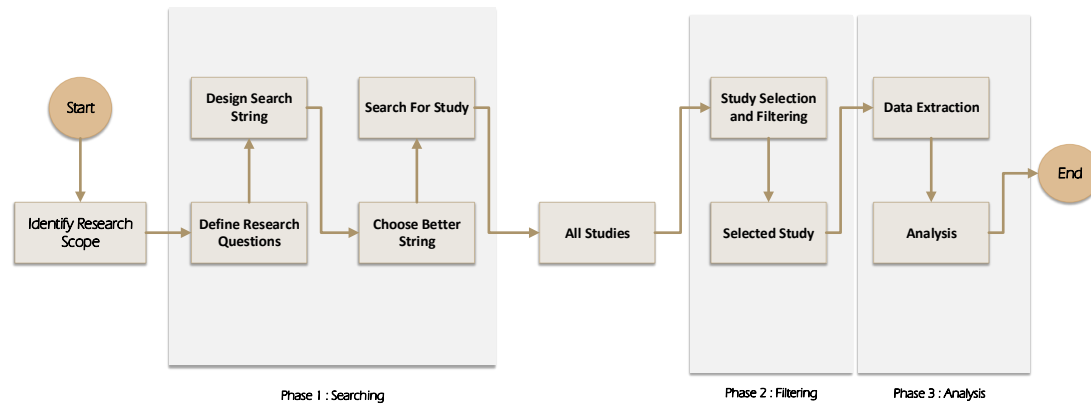 Start
Identify Research
Scope
Define Research
Questions
Design Search
String
Choose Better
String
Search For Study
All Studies
Study Selection
and Filtering
Selected Study
Data Extraction
Analysis
End
Phase 1 : Searching
Phase 2 : Filtering
Phase 3 : Analysis